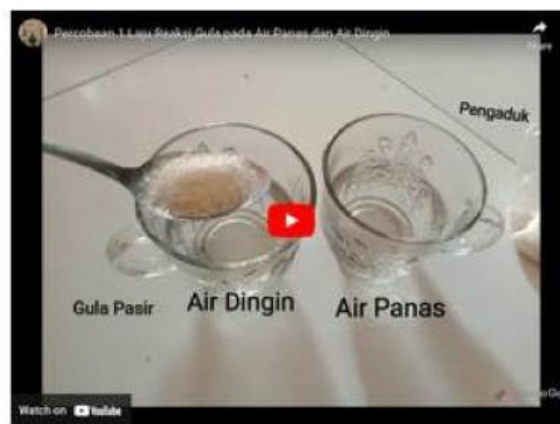 Percobaan 1 Laju Reaksi Gula pada Air Panas dan Air Dingin
Share
Pengaduk
Gula Pasir
Air Dingin
Air Panas
Watch on YouTube